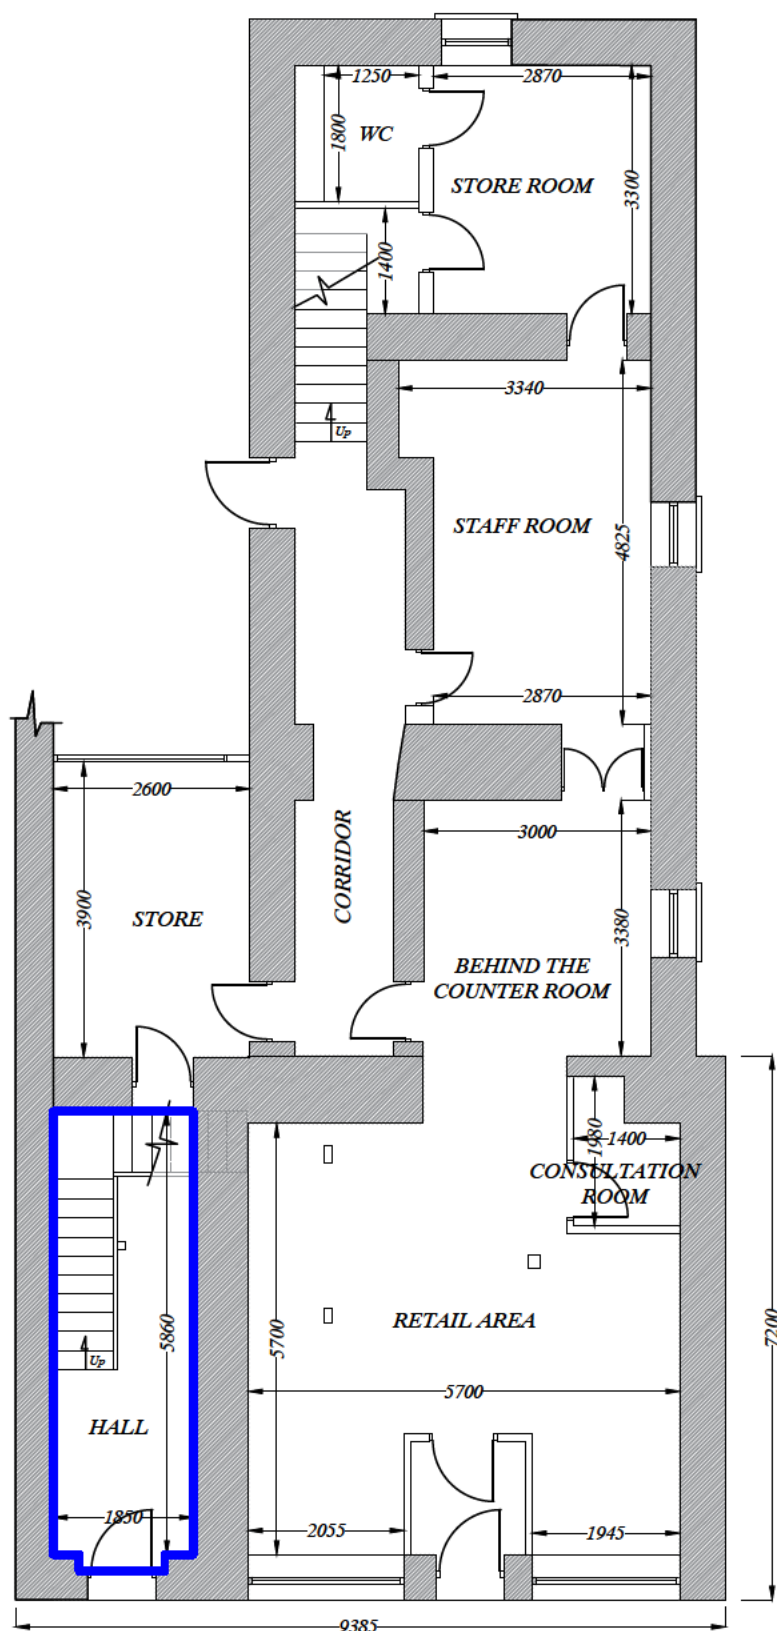 1250
2870
1800
WC
STORE ROOM
3300
1400
3340
Up
STAFF ROOM
4825
2870
2600
3000
CORRIDOR
3900
STORE
3380
BEHIND THE
COUNTER ROOM
1980
1400
CONSULTATION
ROOM
5860
5700
RETAIL AREA
7200
Up
5700
HALL
1850
2055
1945
9385